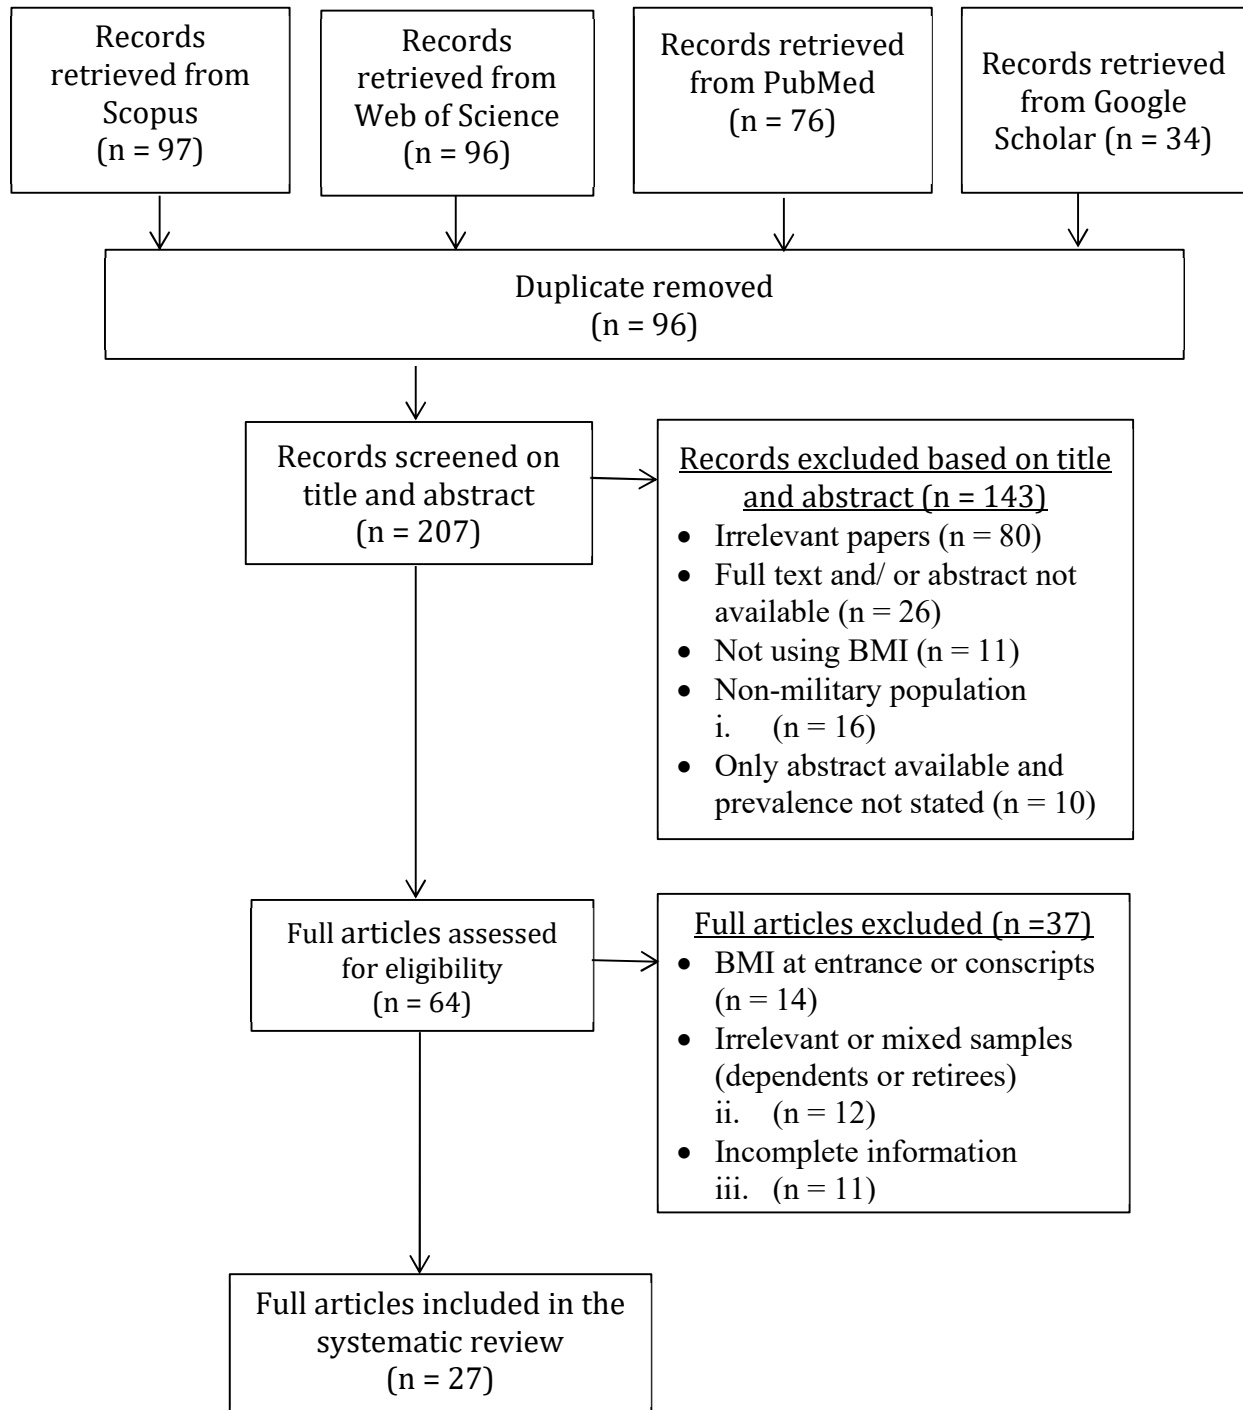 Records
retrieved from
Scopus
(n = 97)
Records
retrieved from
Web of Science
(n = 96)
Records retrieved
from PubMed
(n = 76)
Records retrieved
from Google
Scholar (n = 34)
Duplicate removed
(n = 96)
Records screened on
title and abstract
(n = 207)
Records excluded based on title
and abstract (n = 143)
• Irrelevant papers (n = 80)
• Full text and/ or abstract not
available (n = 26)
• Not using BMI (n = 11)
• Non-military population
i. (n = 16)
• Only abstract available and
prevalence not stated (n = 10)
Full articles assessed
for eligibility
(n = 64)
Full articles excluded (n =37)
• BMI at entrance or conscripts
(n = 14)
• Irrelevant or mixed samples
(dependents or retirees)
ii. (n = 12)
• Incomplete information
iii. (n = 11)
Full articles included in the
systematic review
(n = 27)